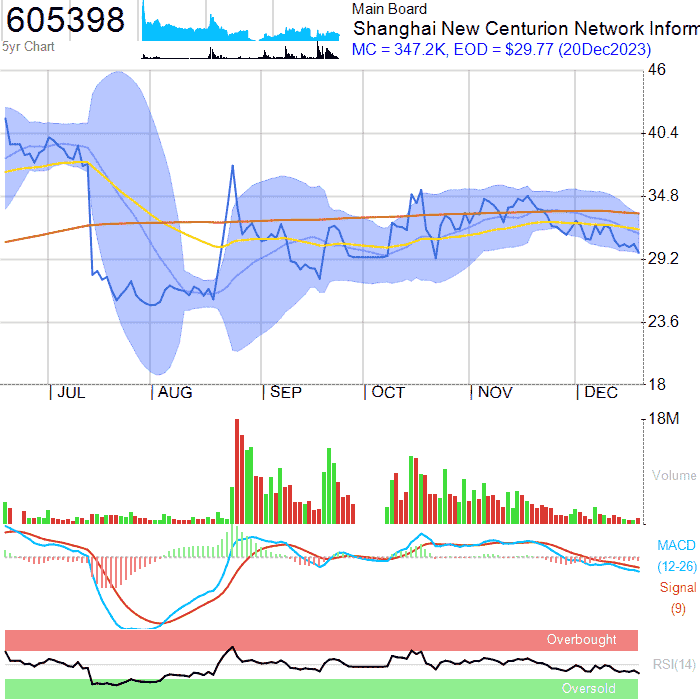 605398
5yr Chart
Main Board
Shanghai New Centurion Network Inform
MC = 347.2K, EOD = $29.77 (20Dec2023)
46
40.4
34.8
29.2
23.6
18
JUL AUG SEP OCT NOV DEC
18M
Volume
MACD
(12-26)
Signal
(9)
Overbought
RSI(14)
Oversold